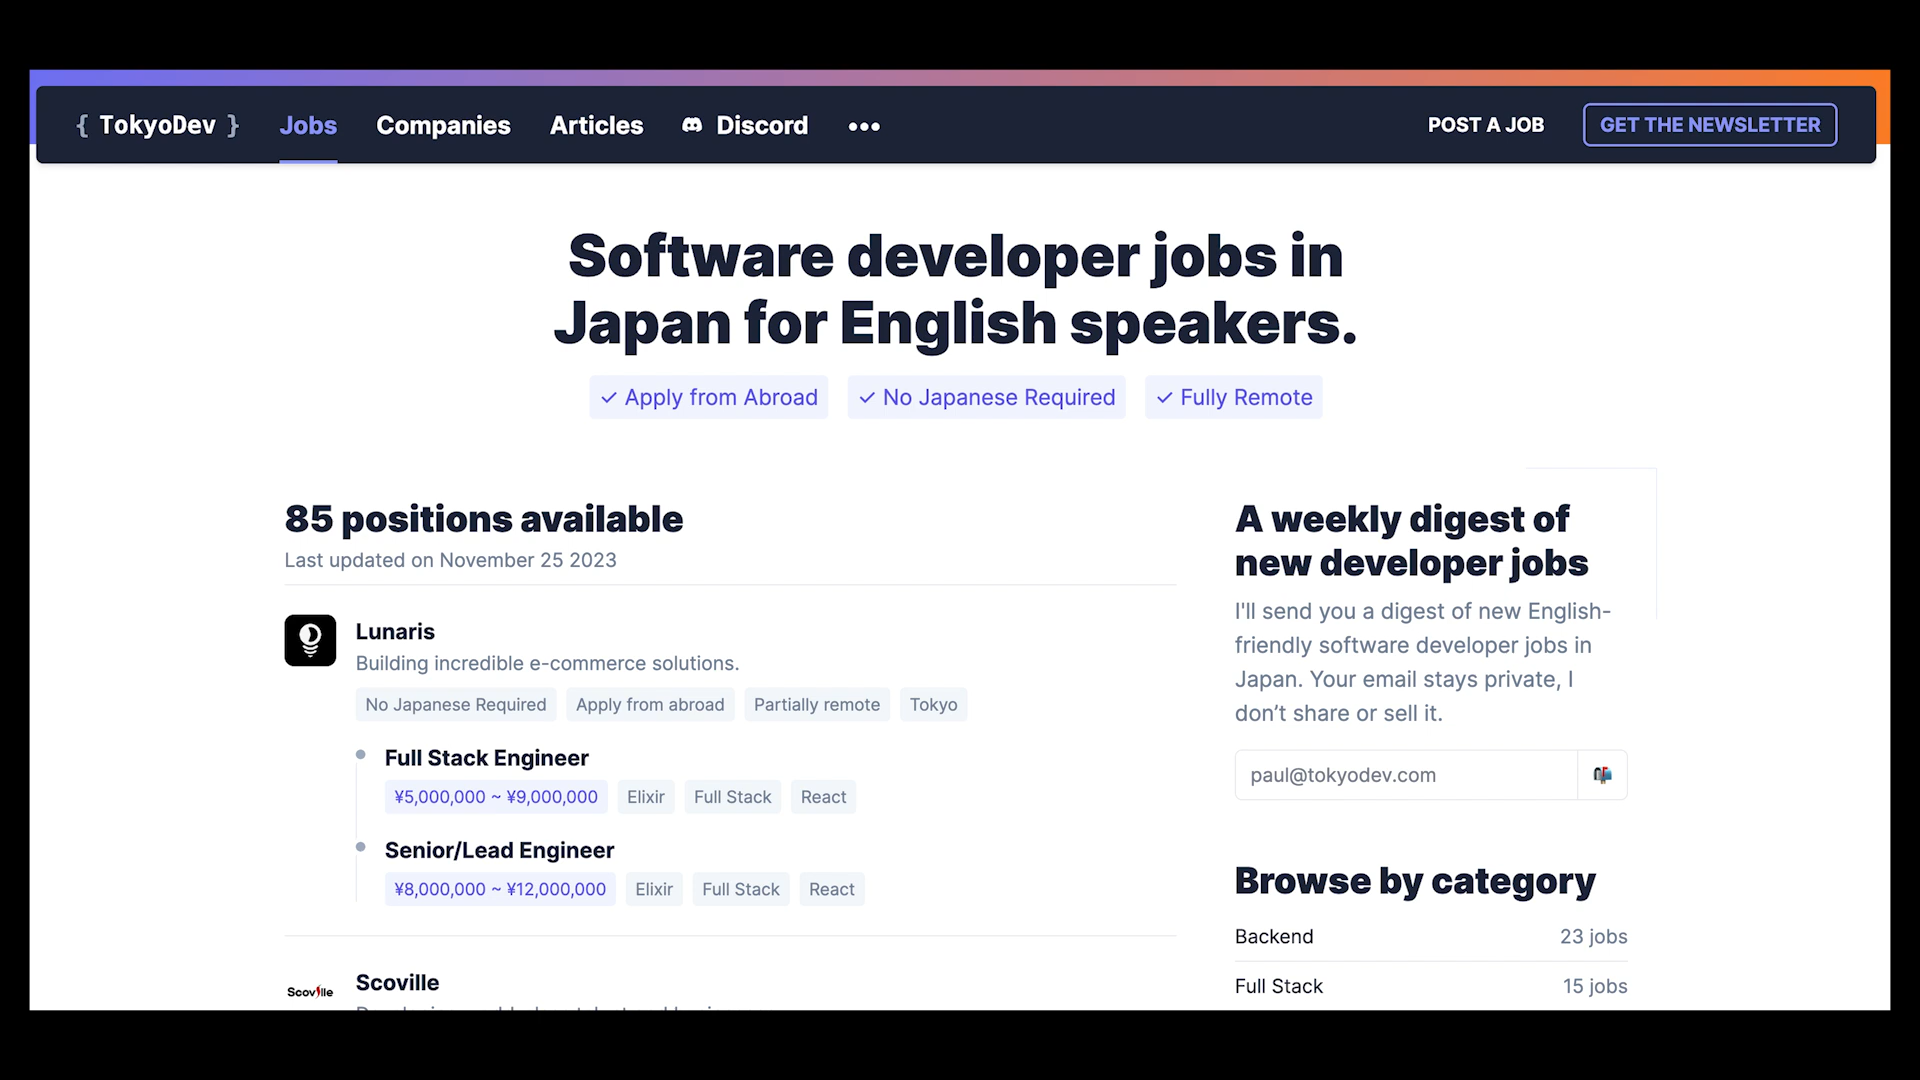 { TokyoDev }
Jobs
Companies
Articles
Discord
•••
POST A JOB
GET THE NEWSLETTER
Software developer jobs in
Japan for English speakers.
✓ Apply from Abroad
✓ No Japanese Required
✓ Fully Remote
85 positions available
Last updated on November 25 2023
Lunaris
Building incredible e-commerce solutions.
No Japanese Required
Apply from abroad
Partially remote
Tokyo
Full Stack Engineer
¥5,000,000 ~ ¥9,000,000
Elixir
Full Stack
React
Senior/Lead Engineer
¥8,000,000 ~ ¥12,000,000
Elixir
Full Stack
React
Scoville
Scoville
A weekly digest of
new developer jobs
I'll send you a digest of new English-
friendly software developer jobs in
Japan. Your email stays private, I
don’t share or sell it.
paul@tokyodev.com
Browse by category
Backend
23 jobs
Full Stack
15 jobs